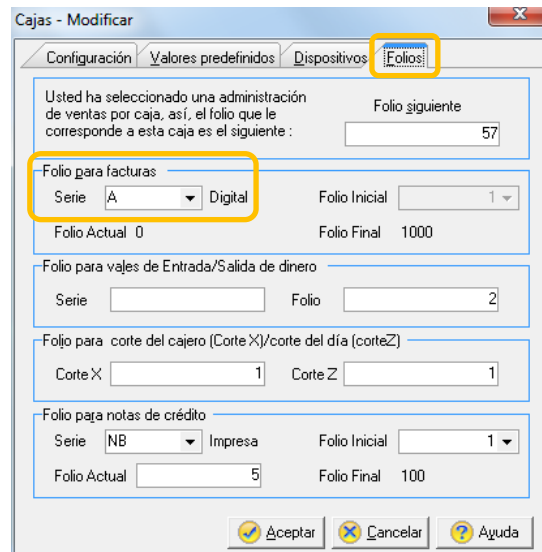 Cajas - Modificar
Configuración Valores predefinidos Dispositivos Folios
Usted ha seleccionado una administración
de ventas por caja, así, el folio que le
corresponde a esta caja es el siguiente :
Folio siguiente
57
Folio para facturas
Serie A Digital Folio Inicial 1
Folio Actual 0 Folio Final 1000
Folio para vales de Entrada/Salida de dinero
Serie Folio 2
Folio para corte del cajero (Corte X)/corte del día (corteZ)
Corte X 1 Corte Z 1
Folio para notas de crédito
Serie NB Impresa Folio Inicial 1
Folio Actual 5 Folio Final 100
Aceptar Cancelar Ayuda